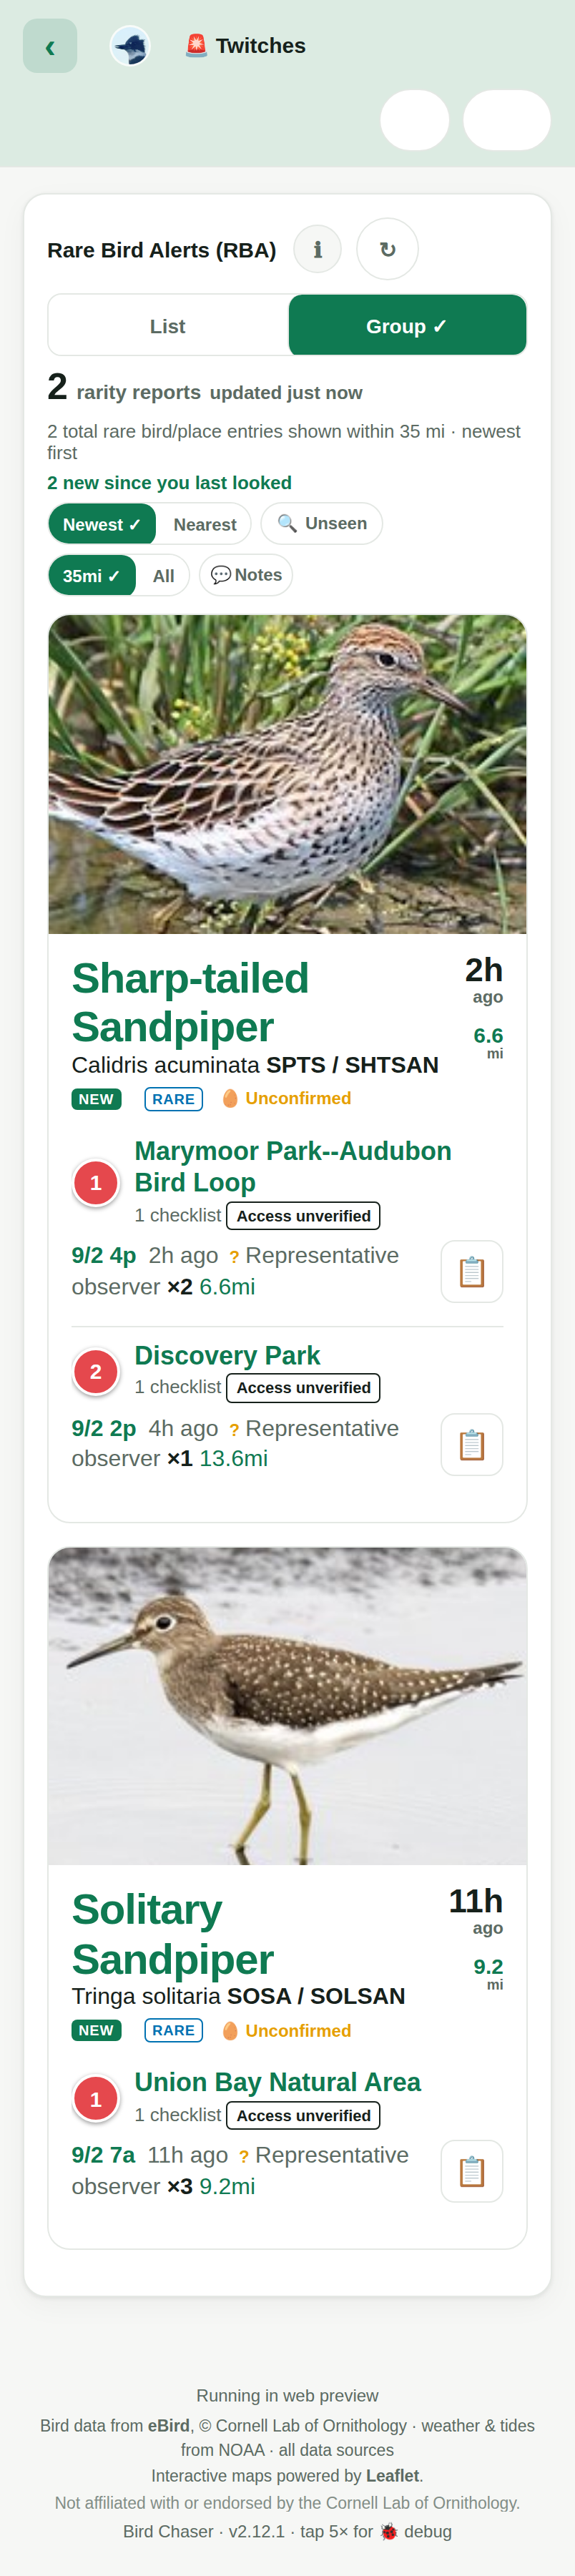 ‹ 🚨 Twitches
Rare Bird Alerts (RBA) ℹ ↻
List Group ✓
2 rarity reports updated just now
2 total rare bird/place entries shown within 35 mi · newest
first
2 new since you last looked
Newest ✓ Nearest 🔍 Unseen
35mi ✓ All 💬 Notes
Sharp-tailed
Sandpiper
2h
ago
6.6
mi
Calidris acuminata SPTS / SHTSAN
NEW RARE 🥚 Unconfirmed
1 Marymoor Park--Audubon
Bird Loop
1 checklist Access unverified
9/2 4p 2h ago ? Representative
observer ×2 6.6mi
📋
2 Discovery Park
1 checklist Access unverified
9/2 2p 4h ago ? Representative
observer ×1 13.6mi
📋
Solitary
Sandpiper
11h
ago
9.2
mi
Tringa solitaria SOSA / SOLSAN
NEW RARE 🥚 Unconfirmed
1 Union Bay Natural Area
1 checklist Access unverified
9/2 7a 11h ago ? Representative
observer ×3 9.2mi
📋
Running in web preview
Bird data from eBird, © Cornell Lab of Ornithology · weather & tides
from NOAA · all data sources
Interactive maps powered by Leaflet.
Not affiliated with or endorsed by the Cornell Lab of Ornithology.
Bird Chaser · v2.12.1 · tap 5× for 🐞 debug